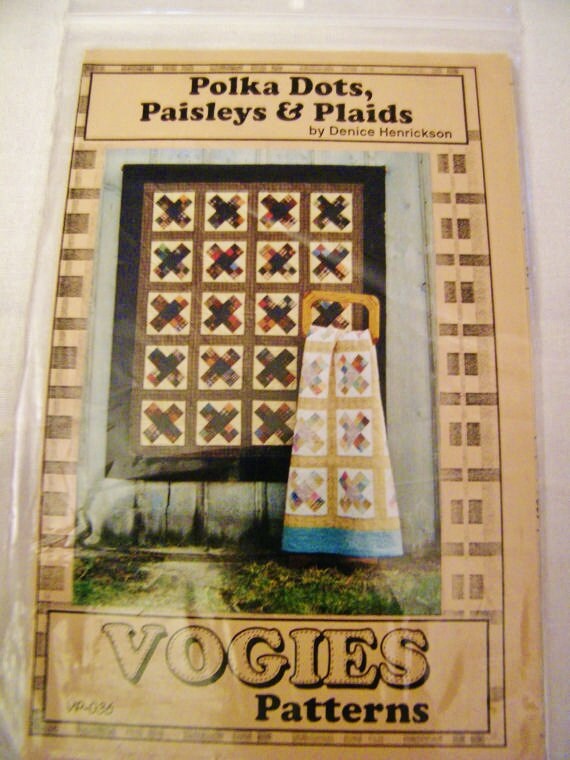 Polka Dots,
Paisleys & Plaids
by Denice Henrickson
VOGIES
Patterns
VP-036